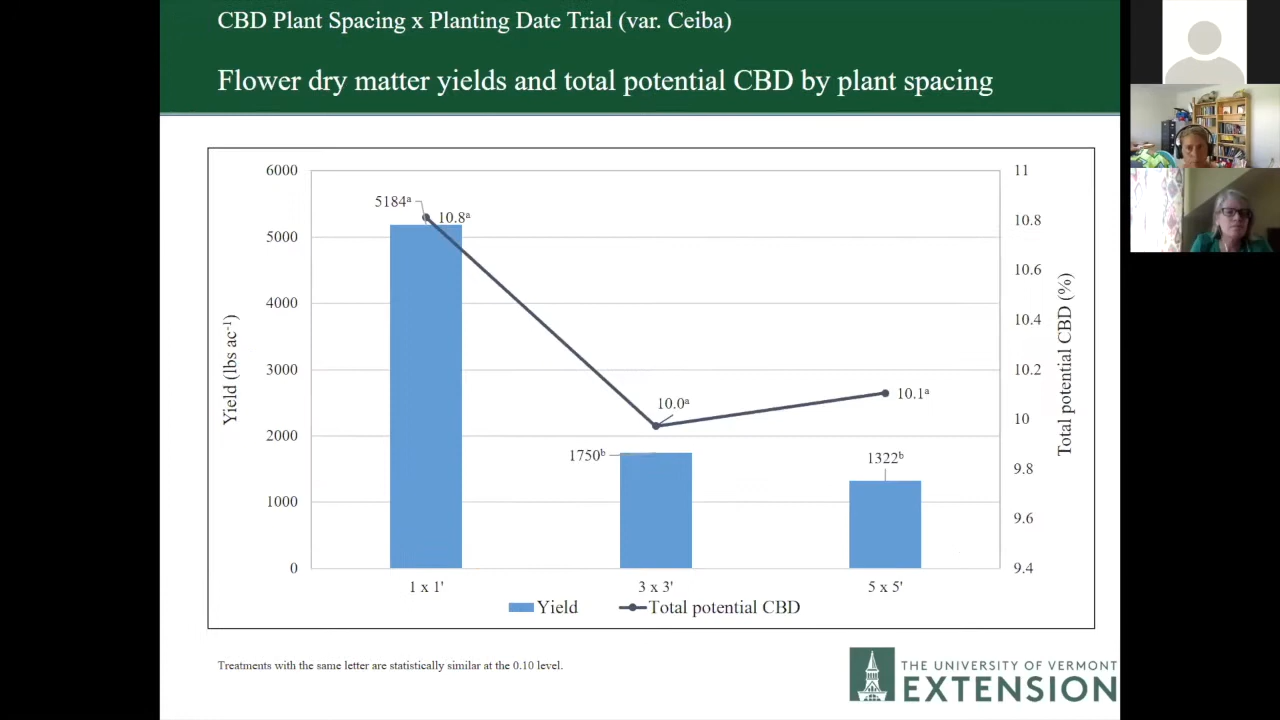 CBD Plant Spacing x Planting Date Trial (var. Ceiba)
Flower dry matter yields and total potential CBD by plant spacing
6000
5000
4000
3000
2000
1000
0
Yield (lbs ac⁻¹)
5184ᵃ
10.8ᵃ
1750ᵇ
10.0ᵃ
1322ᵇ
10.1ᵃ
11
10.8
10.6
10.4
10.2
10
9.8
9.6
9.4
Total potential CBD (%)
1 x 1'
3 x 3'
5 x 5'
Yield
Total potential CBD
Treatments with the same letter are statistically similar at the 0.10 level.
THE UNIVERSITY OF VERMONT
EXTENSION